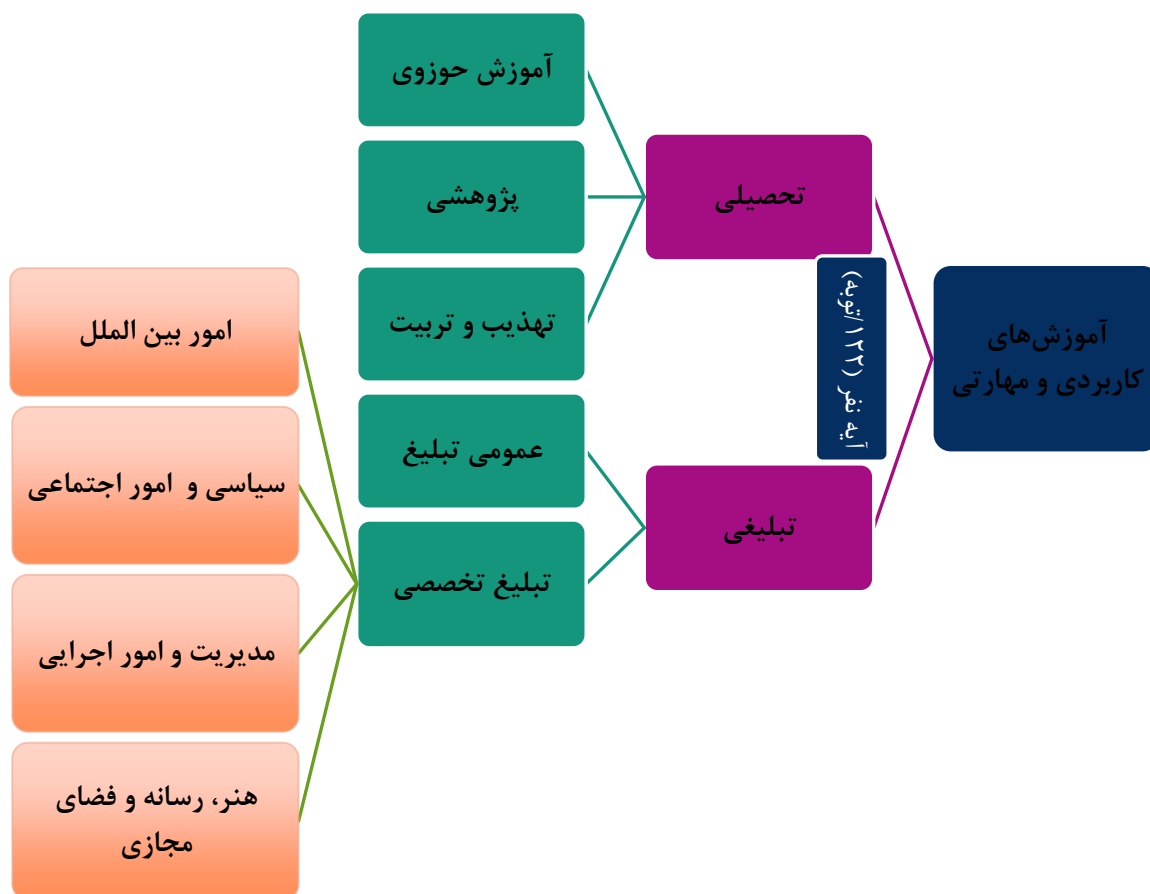 آموزش‌های
کاربردی و مهارتی
آیه نفر (۱۲۲/توبه)
تحصیلی
آموزش حوزوی
پژوهشی
تهذیب و تربیت
تبلیغی
عمومی تبلیغ
تبلیغ تخصصی
امور بین الملل
سیاسی و امور اجتماعی
مدیریت و امور اجرایی
هنر، رسانه و فضای
مجازی